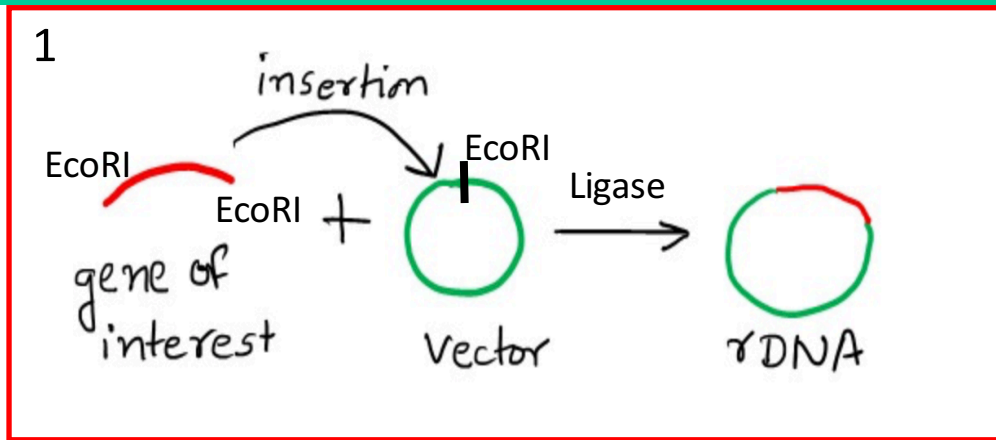 1
insertion
EcoRI
EcoRI
EcoRI
Ligase
+
gene of
interest
Vector
rDNA